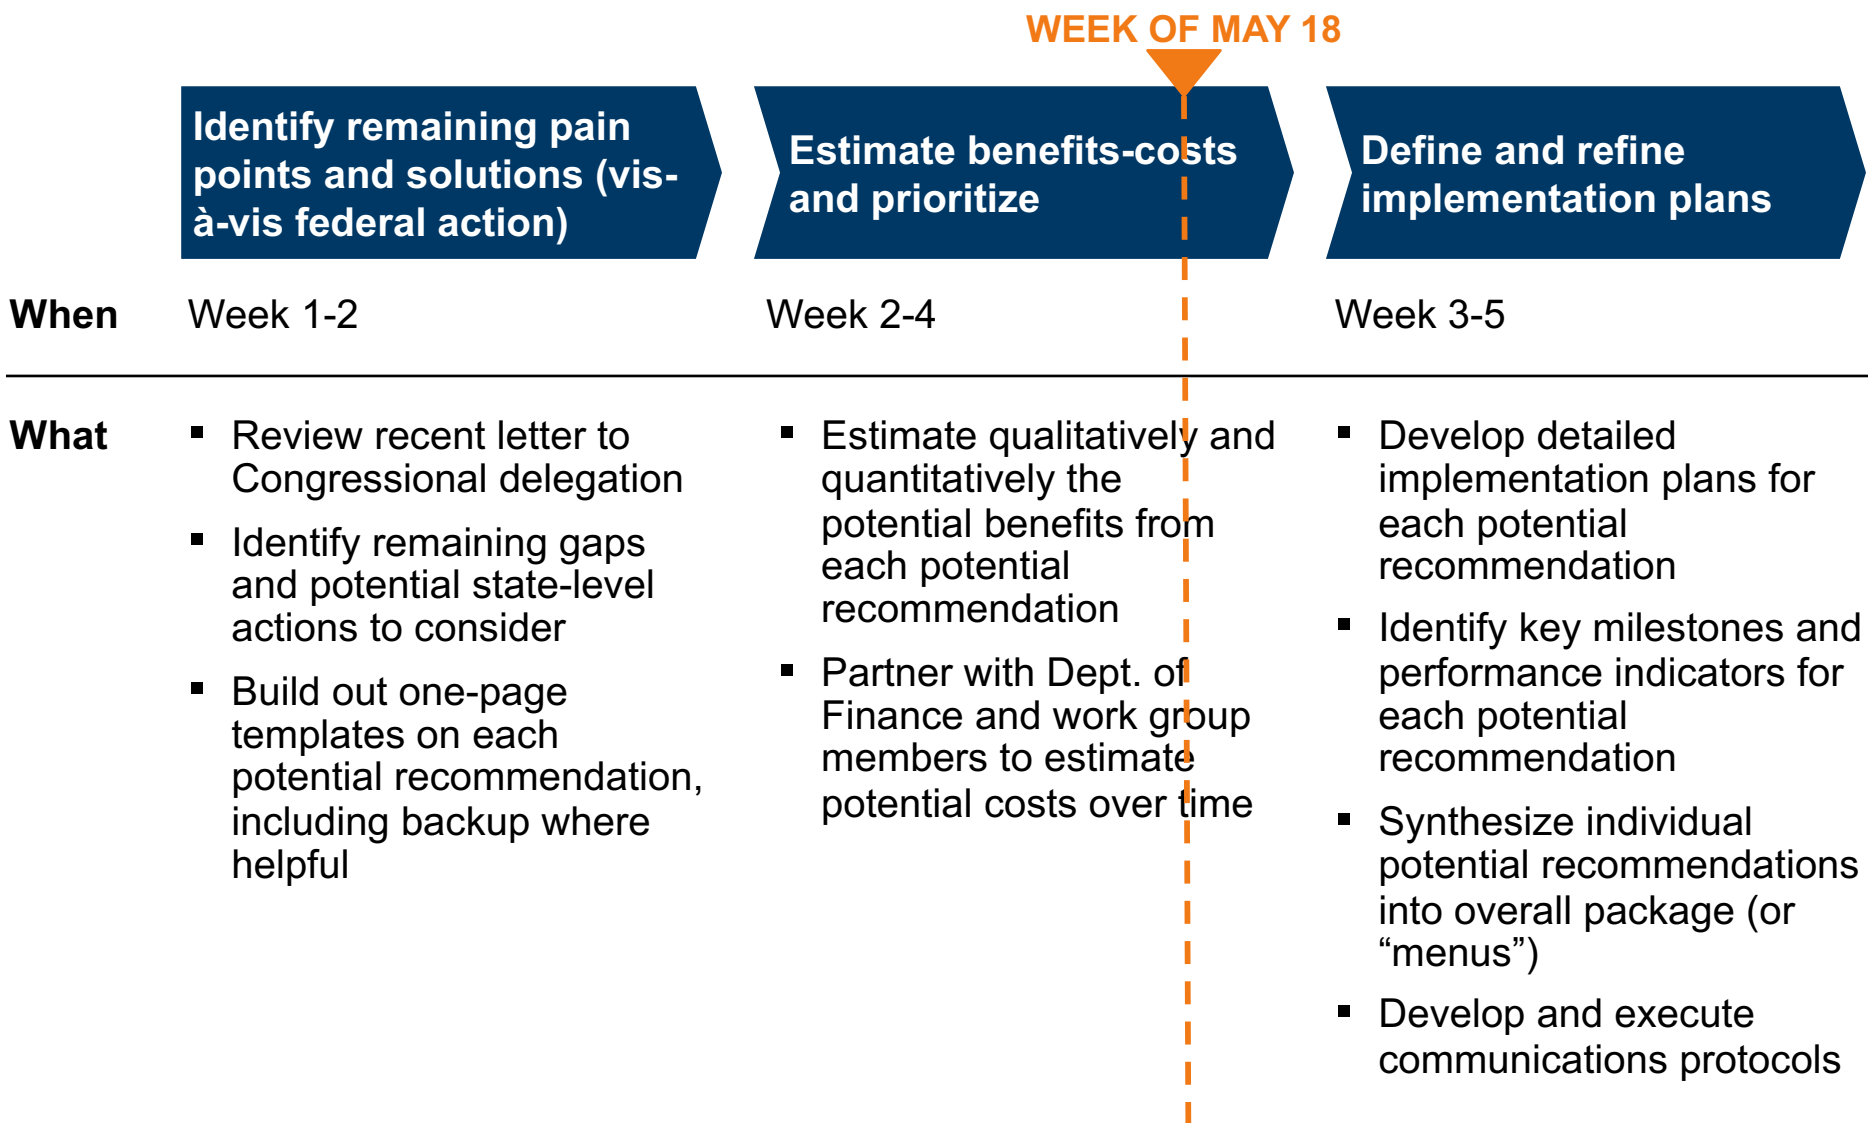 WEEK OF MAY 18
Identify remaining pain
points and solutions (vis-
à-vis federal action)
Estimate benefits-costs
and prioritize
Define and refine
implementation plans
When
Week 1-2
Week 2-4
Week 3-5
What
▪ Review recent letter to
Congressional delegation
▪ Identify remaining gaps
and potential state-level
actions to consider
▪ Build out one-page
templates on each
potential recommendation,
including backup where
helpful
▪ Estimate qualitatively and
quantitatively the
potential benefits from
each potential
recommendation
▪ Partner with Dept. of
Finance and work group
members to estimate
potential costs over time
▪ Develop detailed
implementation plans for
each potential
recommendation
▪ Identify key milestones and
performance indicators for
each potential
recommendation
▪ Synthesize individual
potential recommendations
into overall package (or
“menus”)
▪ Develop and execute
communications protocols